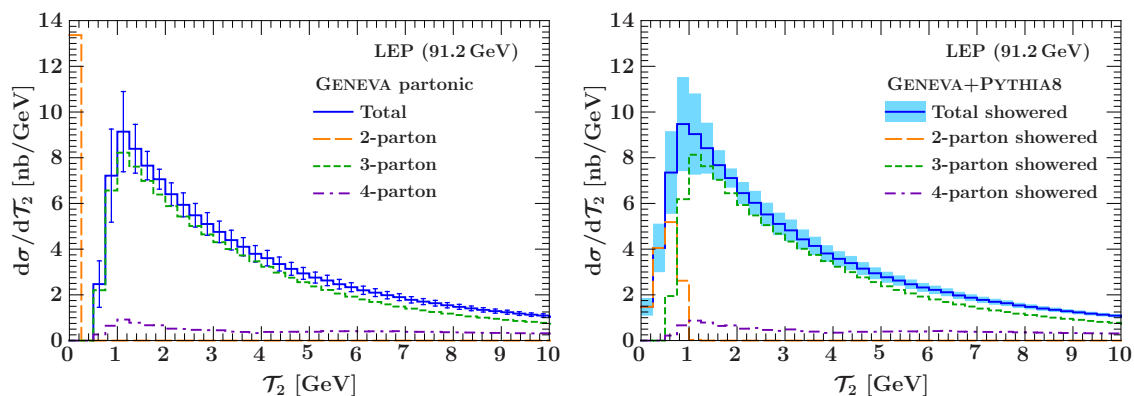 14
12
10
8
6
4
2
0
dσ/d𝒯₂ [nb/GeV]
LEP (91.2 GeV)
GENEVA partonic
Total
2-parton
3-parton
4-parton
0 1 2 3 4 5 6 7 8 9 10
𝒯₂ [GeV]
14
12
10
8
6
4
2
0
dσ/d𝒯₂ [nb/GeV]
LEP (91.2 GeV)
GENEVA+PYTHIA8
Total showered
2-parton showered
3-parton showered
4-parton showered
0 1 2 3 4 5 6 7 8 9 10
𝒯₂ [GeV]